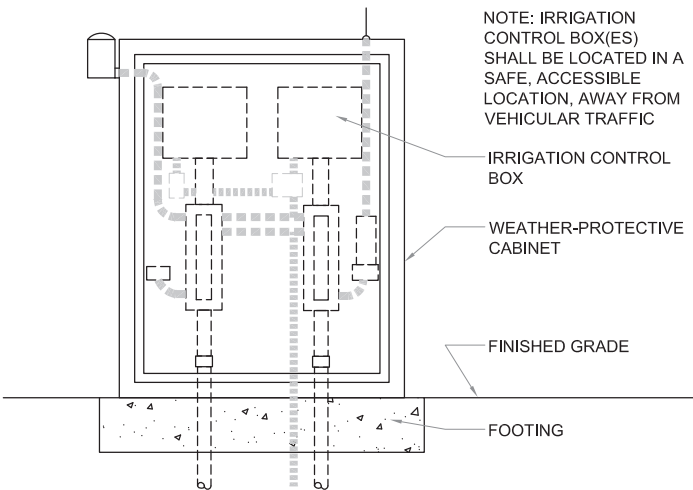 NOTE: IRRIGATION
CONTROL BOX(ES)
SHALL BE LOCATED IN A
SAFE, ACCESSIBLE
LOCATION, AWAY FROM
VEHICULAR TRAFFIC
IRRIGATION CONTROL
BOX
WEATHER-PROTECTIVE
CABINET
FINISHED GRADE
FOOTING